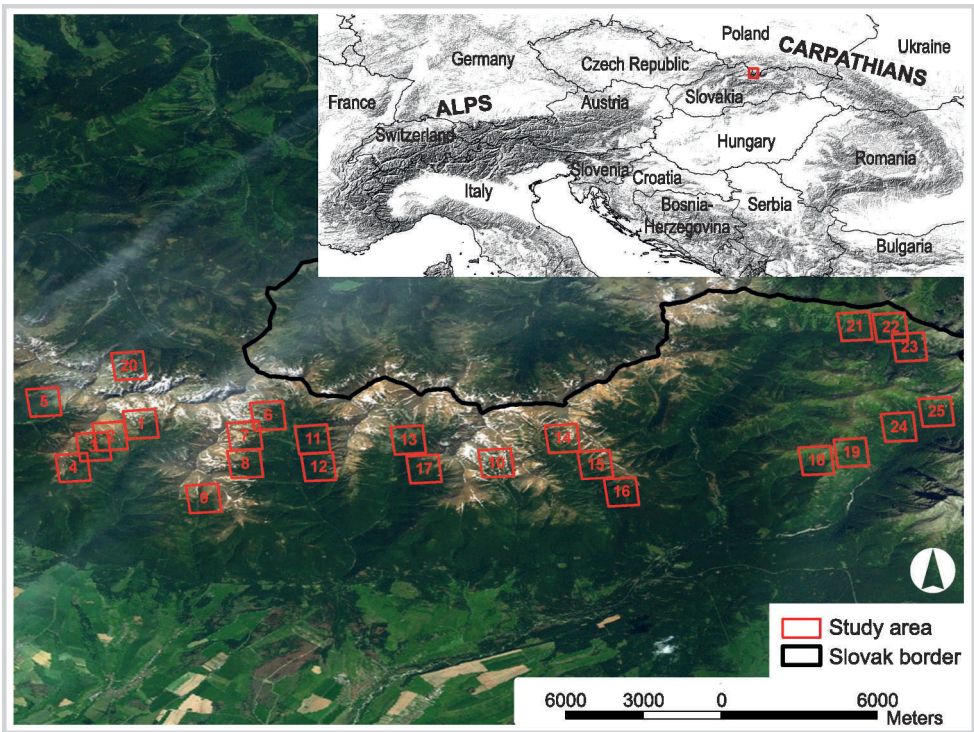 Poland
CARPATHIANS
Ukraine
Germany
Czech Republic
France
ALPS
Slovakia
Austria
Switzerland
Hungary
Slovenia
Romania
Croatia
Italy
Bosnia-
Herzegovina
Serbia
Bulgaria
21
22
23
20
5
1
6
25
3
7
11
13
14
24
4
8
12
17
15
18
19
9
16
Study area
Slovak border
6000 3000 0 6000
Meters